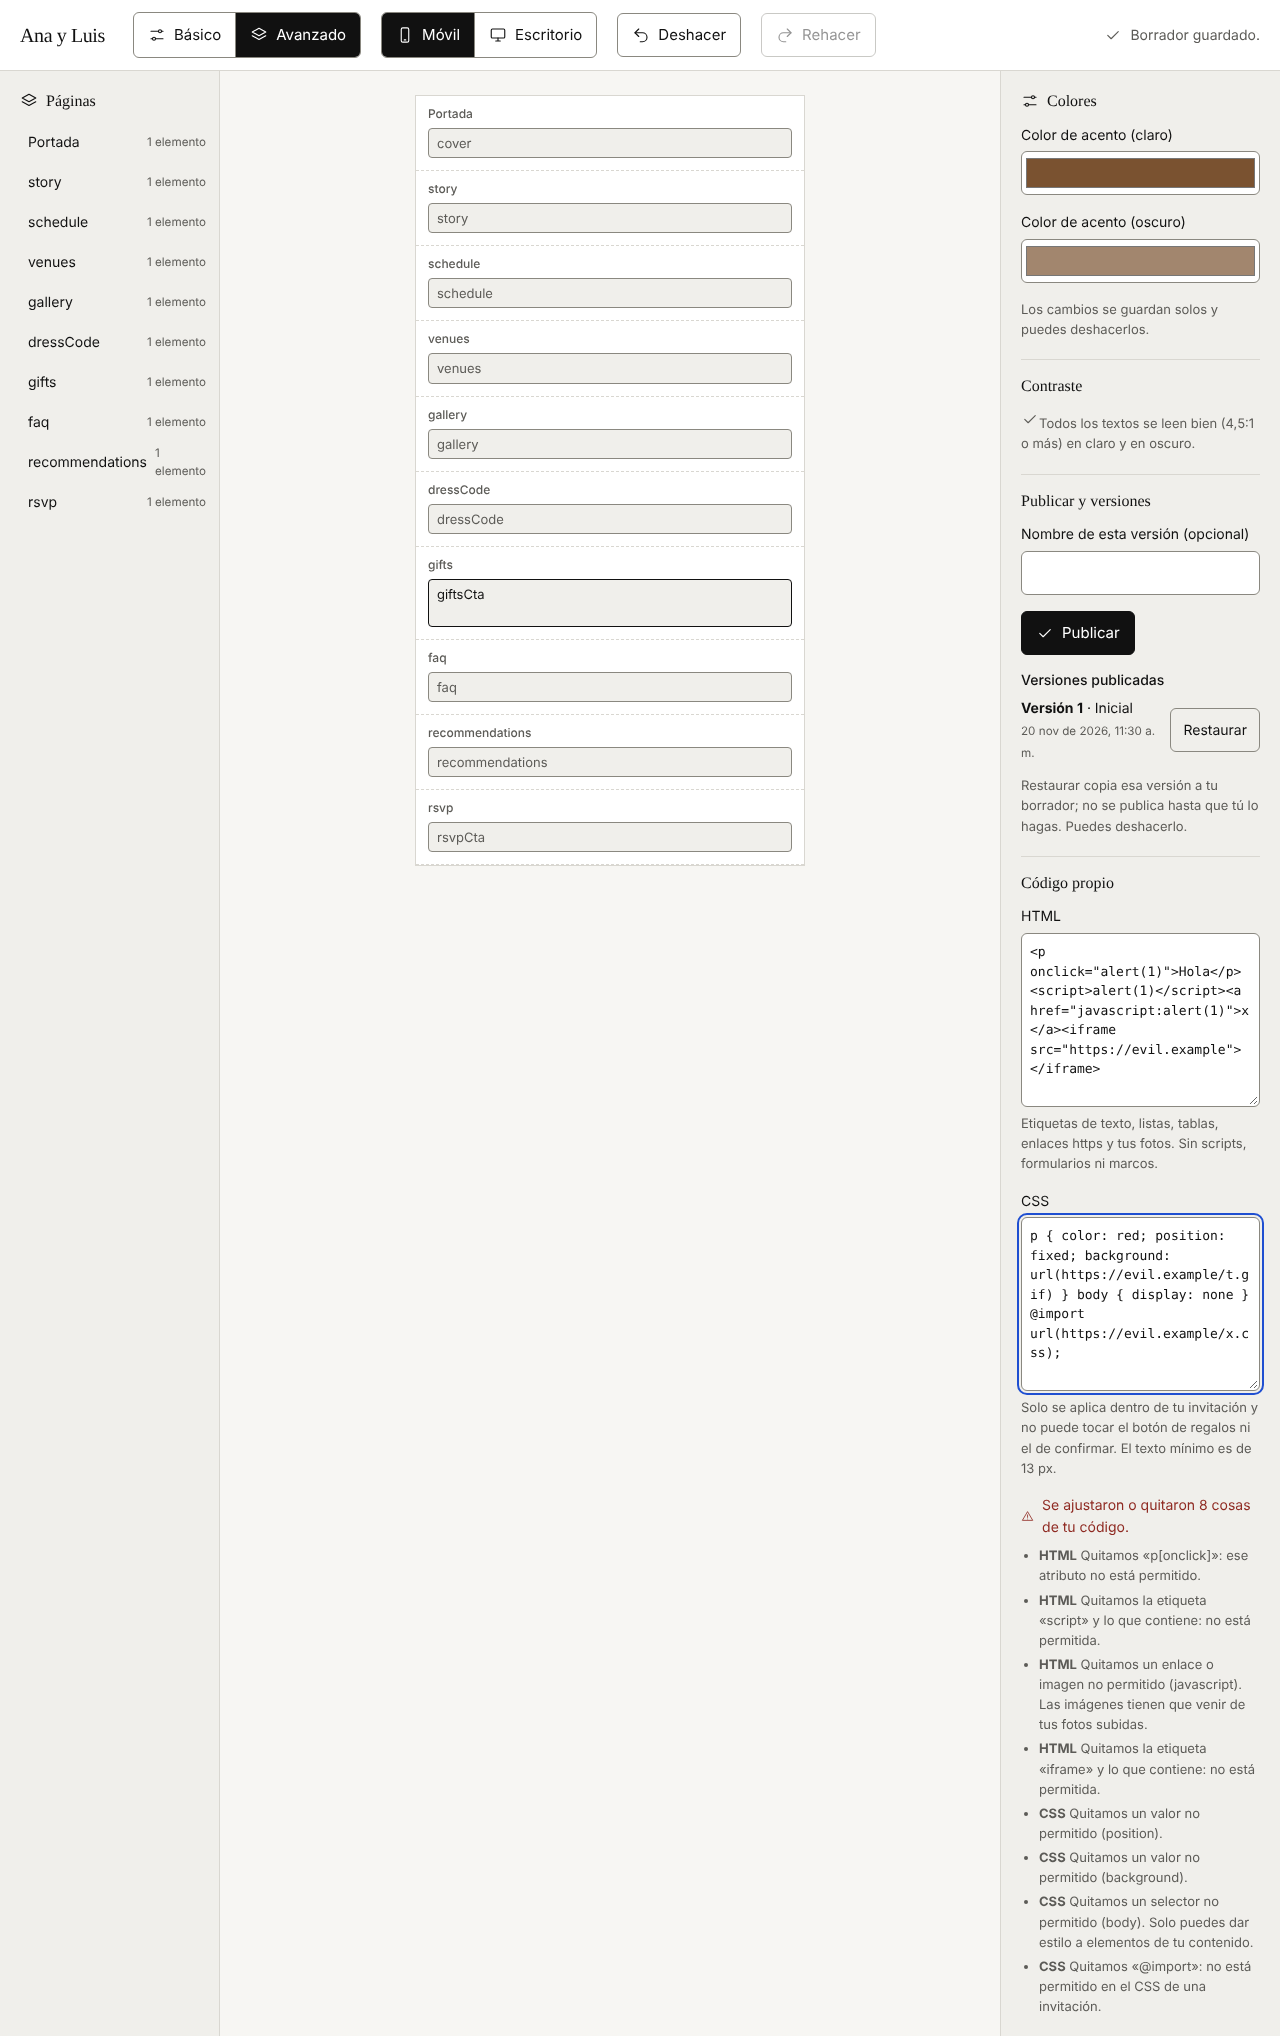 Ana y Luis
Básico
Avanzado
Móvil
Escritorio
Deshacer
Rehacer
Borrador guardado.
Páginas
Portada 1 elemento
story 1 elemento
schedule 1 elemento
venues 1 elemento
gallery 1 elemento
dressCode 1 elemento
gifts 1 elemento
faq 1 elemento
recommendations 1
elemento
rsvp 1 elemento
Portada
cover
story
story
schedule
schedule
venues
venues
gallery
gallery
dressCode
dressCode
gifts
giftsCta
faq
faq
recommendations
recommendations
rsvp
rsvpCta
Colores
Color de acento (claro)
Color de acento (oscuro)
Los cambios se guardan solos y
puedes deshacerlos.
Contraste
Todos los textos se leen bien (4,5:1
o más) en claro y en oscuro.
Publicar y versiones
Nombre de esta versión (opcional)
Publicar
Versiones publicadas
Versión 1 · Inicial
20 nov de 2026, 11:30 a.
m.
Restaurar
Restaurar copia esa versión a tu
borrador; no se publica hasta que tú lo
hagas. Puedes deshacerlo.
Código propio
HTML
<p
onclick="alert(1)">Hola</p>
<script>alert(1)</script><a
href="javascript:alert(1)">x
</a><iframe
src="https://evil.example">
</iframe>
Etiquetas de texto, listas, tablas,
enlaces https y tus fotos. Sin scripts,
formularios ni marcos.
CSS
p { color: red; position:
fixed; background:
url(https://evil.example/t.g
if) } body { display: none }
@import
url(https://evil.example/x.c
ss);
Solo se aplica dentro de tu invitación y
no puede tocar el botón de regalos ni
el de confirmar. El texto mínimo es de
13 px.
Se ajustaron o quitaron 8 cosas
de tu código.
• HTML Quitamos «p[onclick]»: ese
atributo no está permitido.
• HTML Quitamos la etiqueta
«script» y lo que contiene: no está
permitida.
• HTML Quitamos un enlace o
imagen no permitido (javascript).
Las imágenes tienen que venir de
tus fotos subidas.
• HTML Quitamos la etiqueta
«iframe» y lo que contiene: no está
permitida.
• CSS Quitamos un valor no
permitido (position).
• CSS Quitamos un valor no
permitido (background).
• CSS Quitamos un selector no
permitido (body). Solo puedes dar
estilo a elementos de tu contenido.
• CSS Quitamos «@import»: no está
permitido en el CSS de una
invitación.